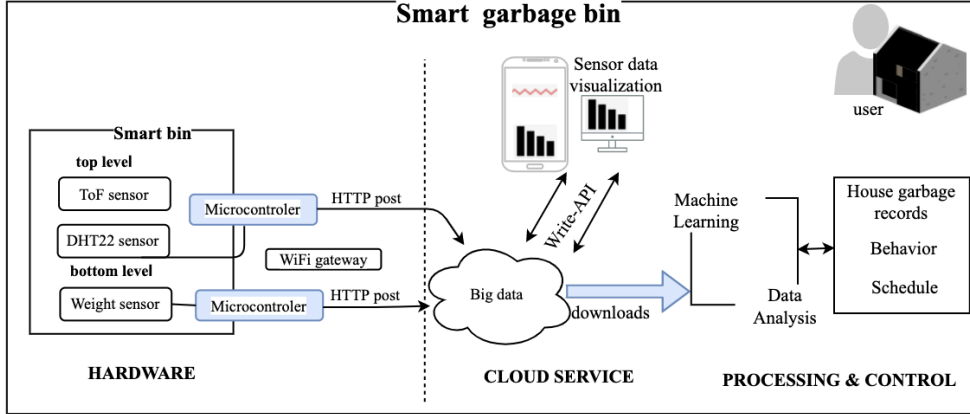 Smart garbage bin
Smart bin
top level
ToF sensor
DHT22 sensor
bottom level
Weight sensor
Microcontroler
Microcontroler
WiFi gateway
HTTP post
HTTP post
HARDWARE
Sensor data
visualization
Write-API
Big data
downloads
CLOUD SERVICE
user
Machine
Learning
Data
Analysis
House garbage
records
Behavior
Schedule
PROCESSING & CONTROL